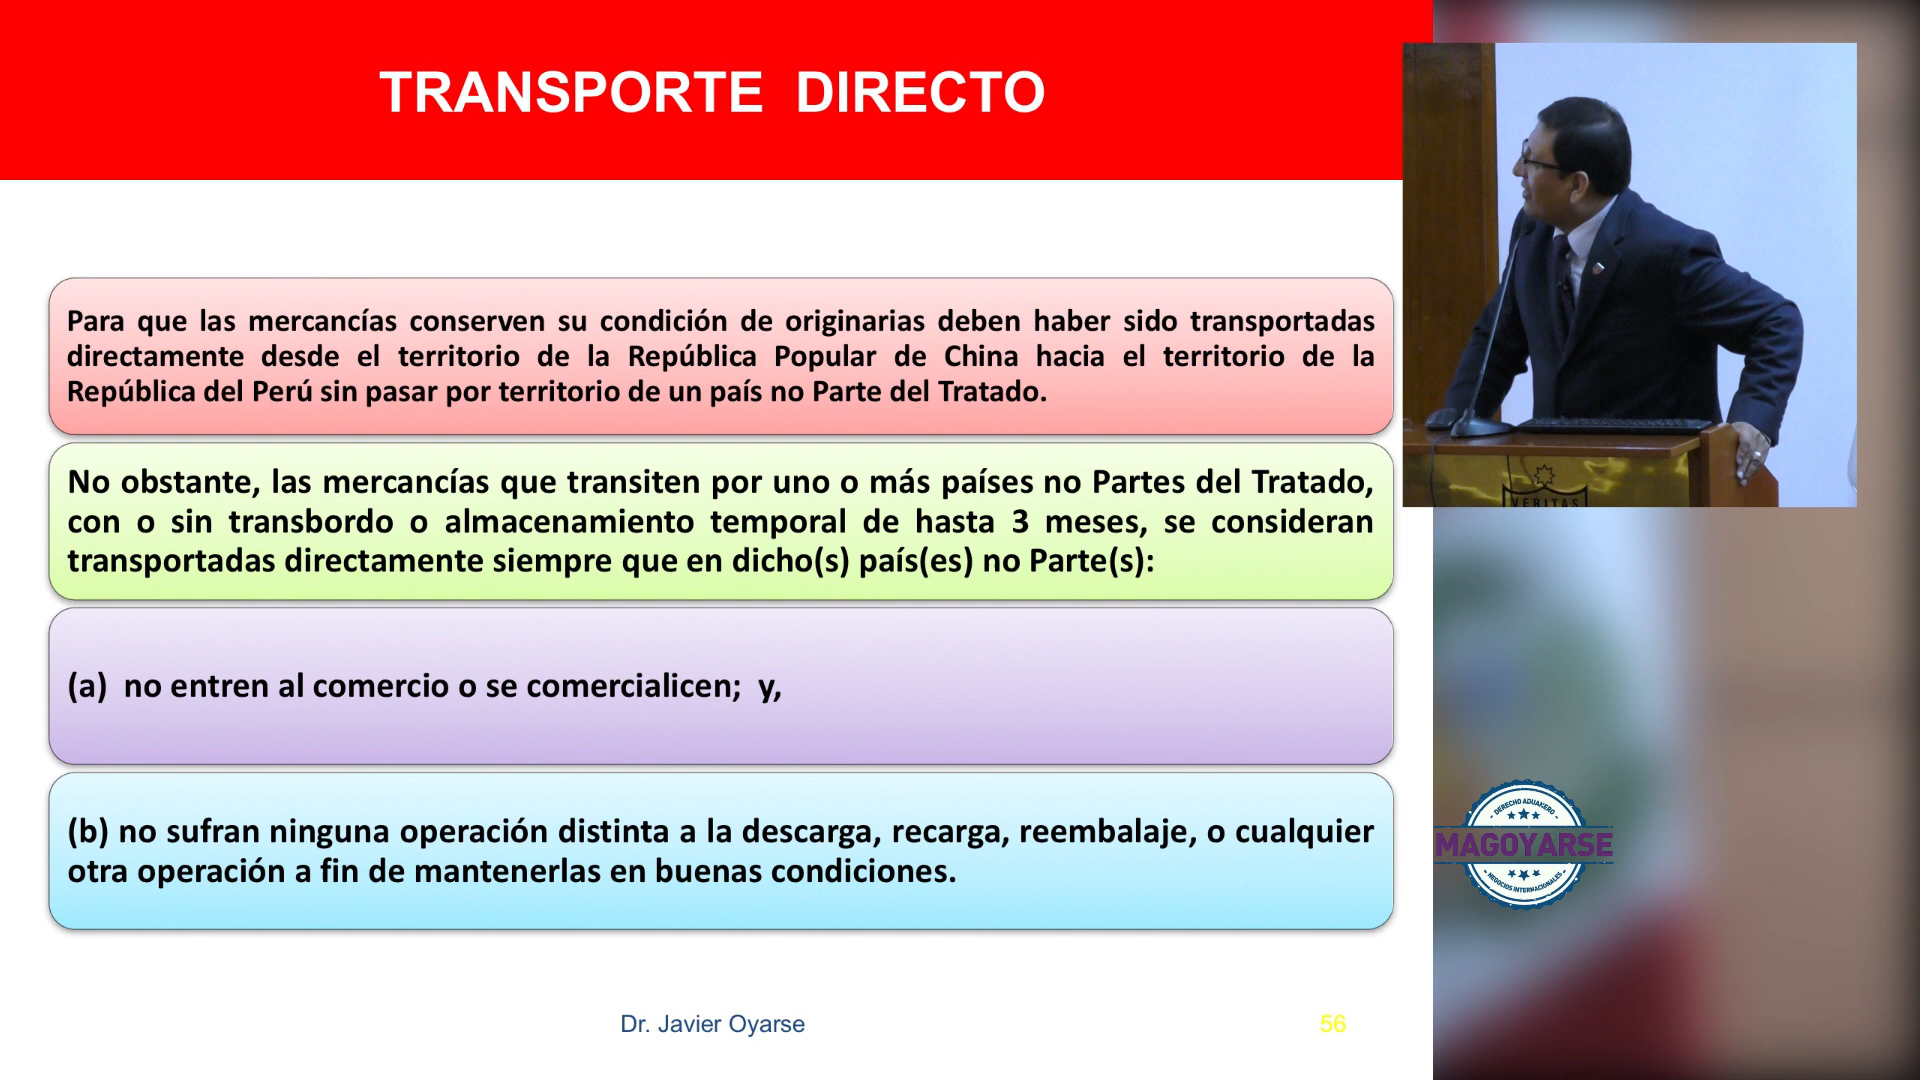 TRANSPORTE DIRECTO
Para que las mercancías conserven su condición de originarias deben haber sido transportadas
directamente desde el territorio de la República Popular de China hacia el territorio de la
República del Perú sin pasar por territorio de un país no Parte del Tratado.
No obstante, las mercancías que transiten por uno o más países no Partes del Tratado,
con o sin transbordo o almacenamiento temporal de hasta 3 meses, se consideran
transportadas directamente siempre que en dicho(s) país(es) no Parte(s):
(a) no entren al comercio o se comercialicen; y,
(b) no sufran ninguna operación distinta a la descarga, recarga, reembalaje, o cualquier
otra operación a fin de mantenerlas en buenas condiciones.
Dr. Javier Oyarse
56
VERITAS
DERECHO ADUANERO
MAGOYARSE
NEGOCIOS INTERNACIONALES